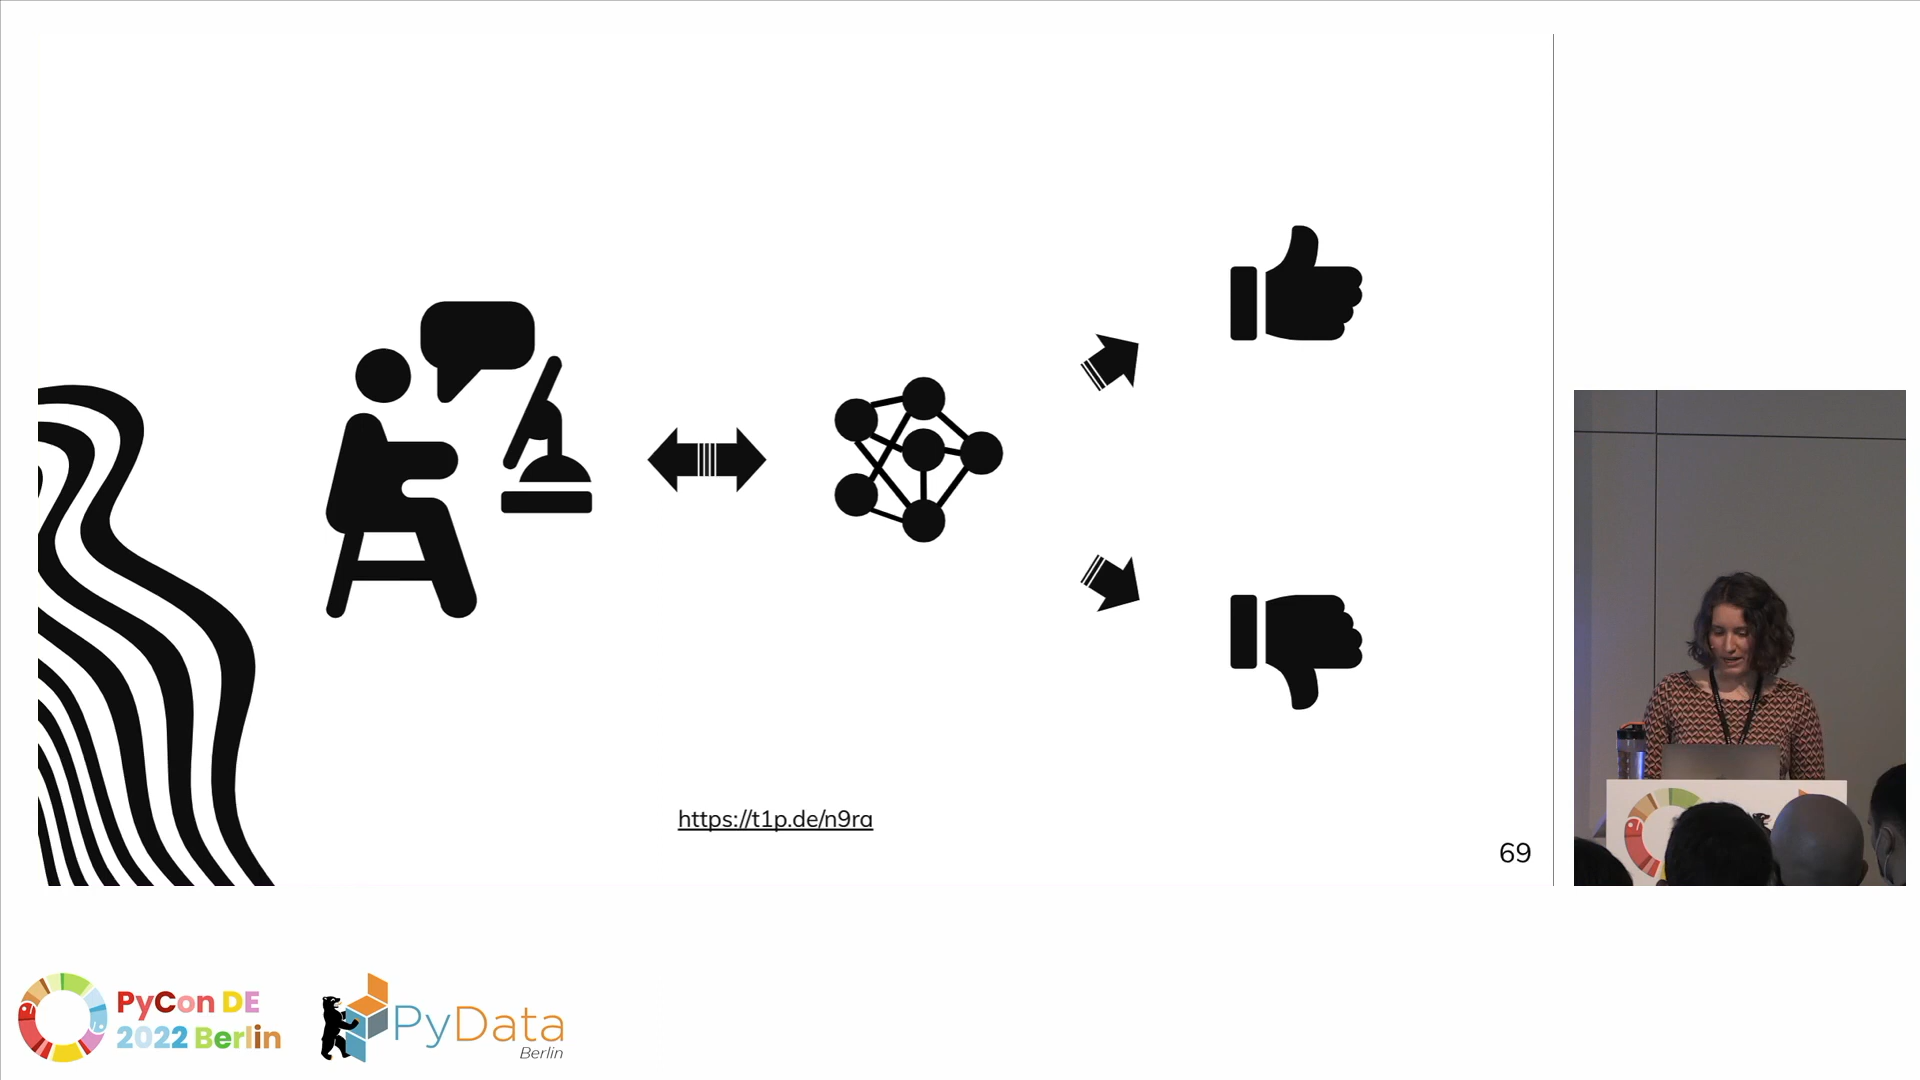 https://t1p.de/n9ra
69
PyCon DE
2022 Berlin
PyData
Berlin